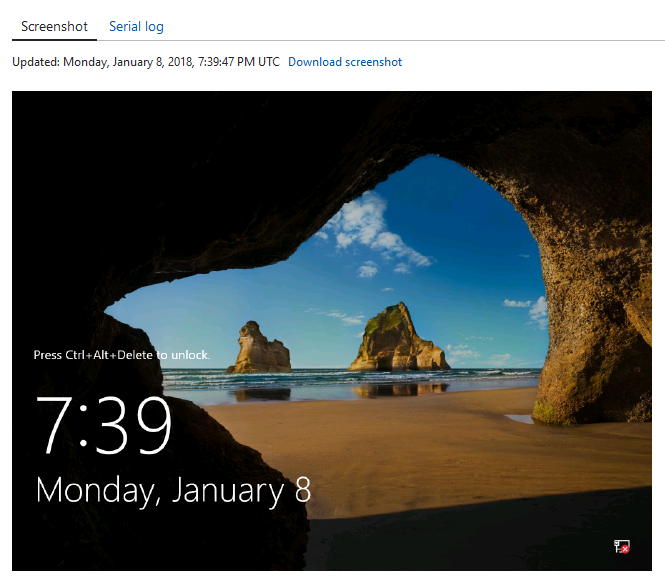 Screenshot Serial log
Updated: Monday, January 8, 2018, 7:39:47 PM UTC Download screenshot
Press Ctrl+Alt+Delete to unlock.
7:39
Monday, January 8